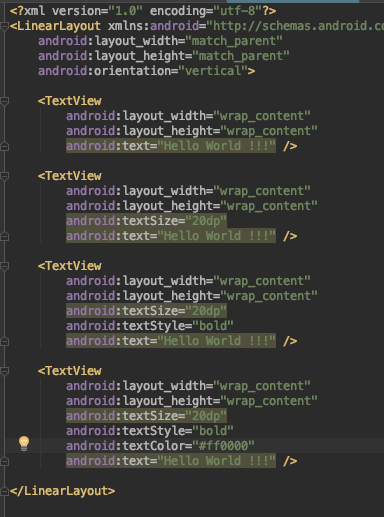 <?xml version="1.0" encoding="utf-8"?>
<LinearLayout xmlns:android="http://schemas.android.co
android:layout_width="match_parent"
android:layout_height="match_parent"
android:orientation="vertical">
<TextView
android:layout_width="wrap_content"
android:layout_height="wrap_content"
android:text="Hello World !!!" />
<TextView
android:layout_width="wrap_content"
android:layout_height="wrap_content"
android:textSize="20dp"
android:text="Hello World !!!" />
<TextView
android:layout_width="wrap_content"
android:layout_height="wrap_content"
android:textSize="20dp"
android:textStyle="bold"
android:text="Hello World !!!" />
<TextView
android:layout_width="wrap_content"
android:layout_height="wrap_content"
android:textSize="20dp"
android:textStyle="bold"
android:textColor="#ff0000"
android:text="Hello World !!!" />
</LinearLayout>